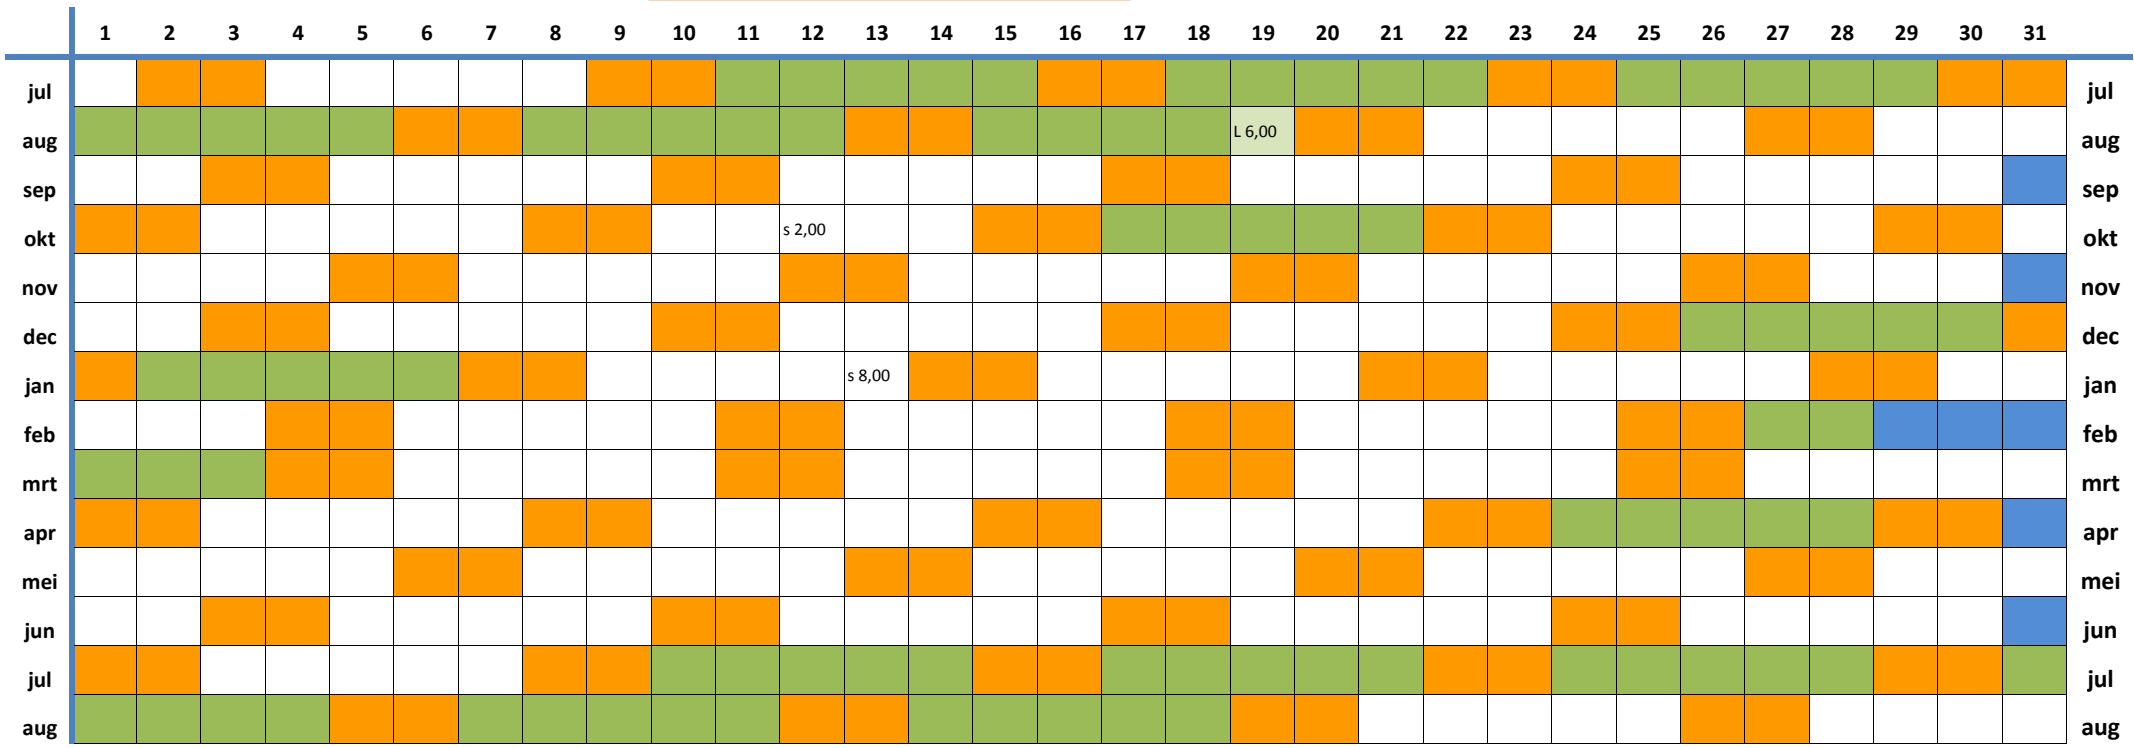 1 2 3 4 5 6 7 8 9 10 11 12 13 14 15 16 17 18 19 20 21 22 23 24 25 26 27 28 29 30 31
jul jul
aug L 6,00 aug
sep sep
okt s 2,00 okt
nov nov
dec dec
jan s 8,00 jan
feb feb
mrt mrt
apr apr
mei mei
jun jun
jul jul
aug aug